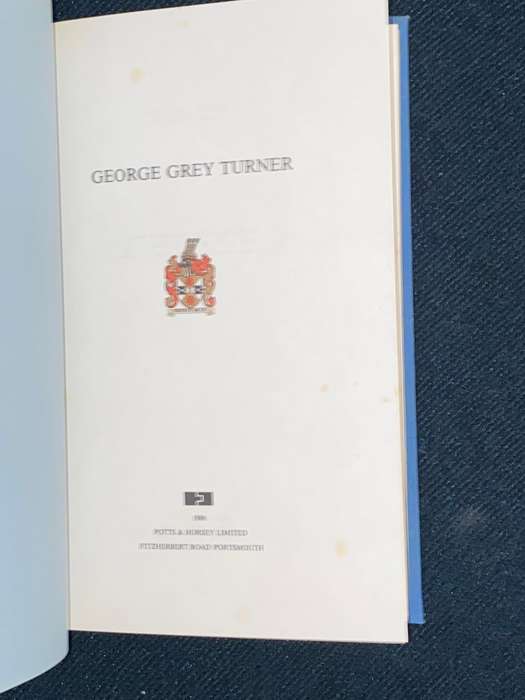 GEORGE GREY TURNER
POTTS & HORSEY LIMITED
FITZHERBERT ROAD PORTSMOUTH